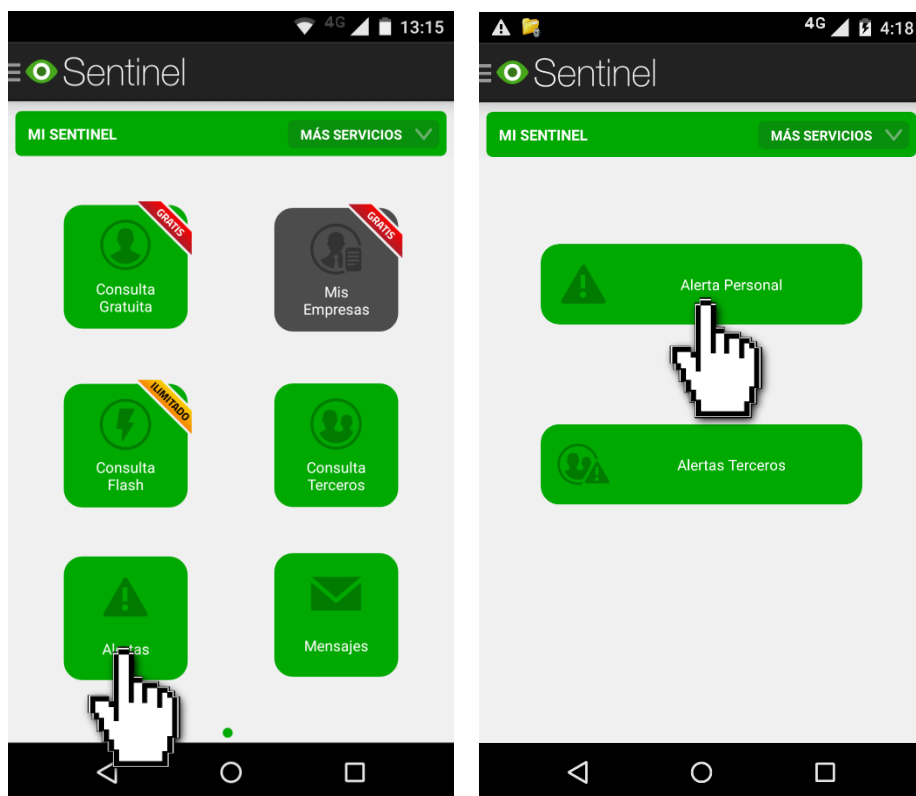 4G 13:15
Sentinel
MI SENTINEL MÁS SERVICIOS
GRATIS
Consulta
Gratuita
GRATIS
Mis
Empresas
ILIMITADO
Consulta
Flash
Consulta
Terceros
Alertas
Mensajes
4G 4:18
Sentinel
MI SENTINEL MÁS SERVICIOS
Alerta Personal
Alertas Terceros